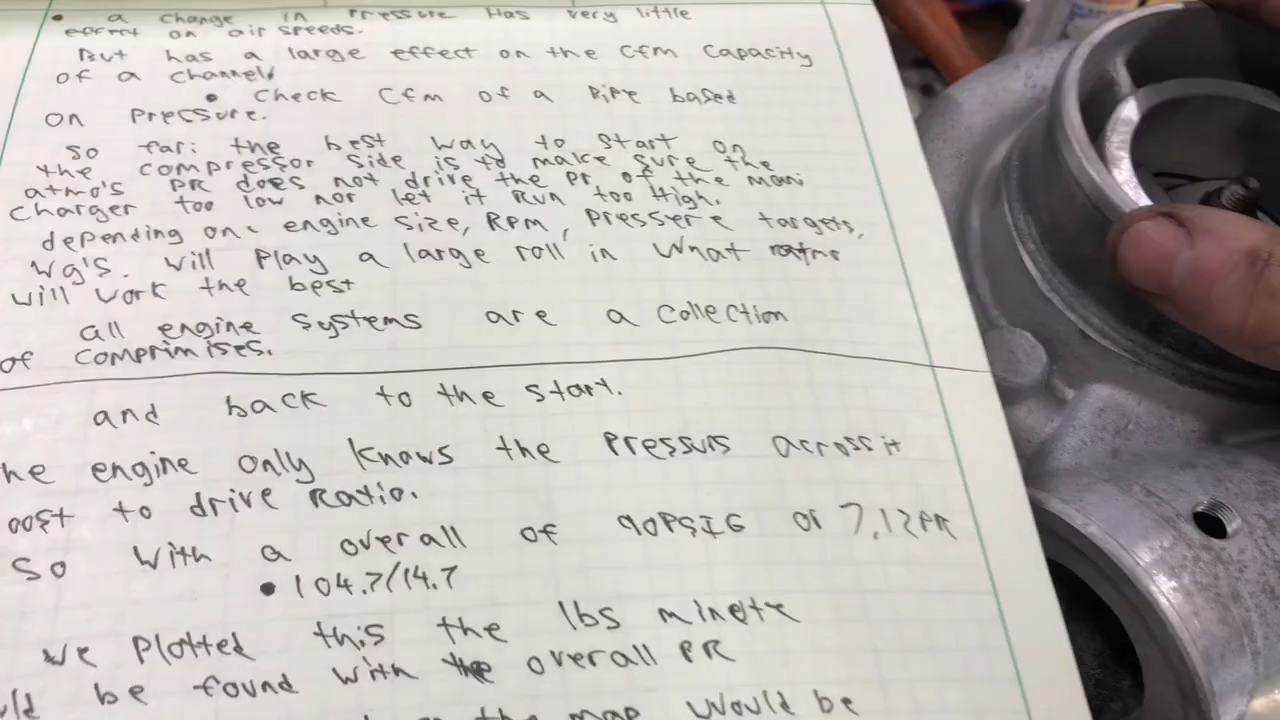 • a change in Pressure Has very little
effect on air speeds.
But has a large effect on the Cfm Capacity
of a channel
• Check Cfm of a PiPe based
on Pressure.
so far: the best way to start on
the compressor side is to make sure the
atmo's PR does not drive the pr of the mani
charger too low nor let it Run too High.
depending on: engine size, RPM, Pressere targets,
Wg's. Will Play a large roll in what
will work the best
all engine systems are a collection
of comprimises.
and back to the start.
he engine only knows the Pressurs across it
oost to drive Ratio.
so with a overall of 90PSIG or 7.12PR
• 104.7/14.7
we Plotted this the lbs minete
uld be found with the overall PR
the map would be